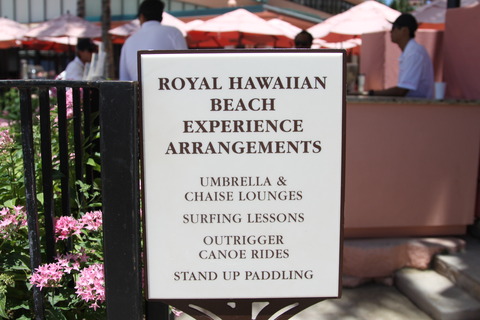 ROYAL HAWAIIAN
BEACH
EXPERIENCE
ARRANGEMENTS
UMBRELLA &
CHAISE LOUNGES
SURFING LESSONS
OUTRIGGER
CANOE RIDES
STAND UP PADDLING